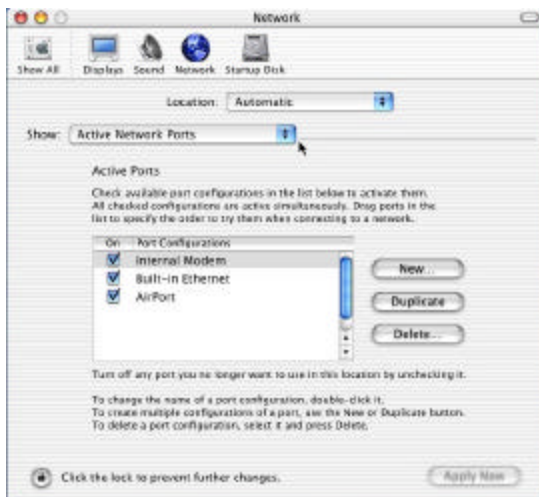 Network
Show All Displays Sound Network Startup Disk
Location: Automatic
Show: Active Network Ports
Active Ports
Check available port configurations in the list below to activate them.
All checked configurations are active simultaneously. Drag ports in the
list to specify the order to try them when connecting to a network.
On Port Configurations
Internal Modem
Built-in Ethernet
AirPort
New...
Duplicate
Delete...
Turn off any port you no longer want to use in this location by unchecking it.
To change the name of a port configuration, double-click it.
To create multiple configurations of a port, use the New or Duplicate button.
To delete a port configuration, select it and press Delete.
Click the lock to prevent further changes.
Apply Now